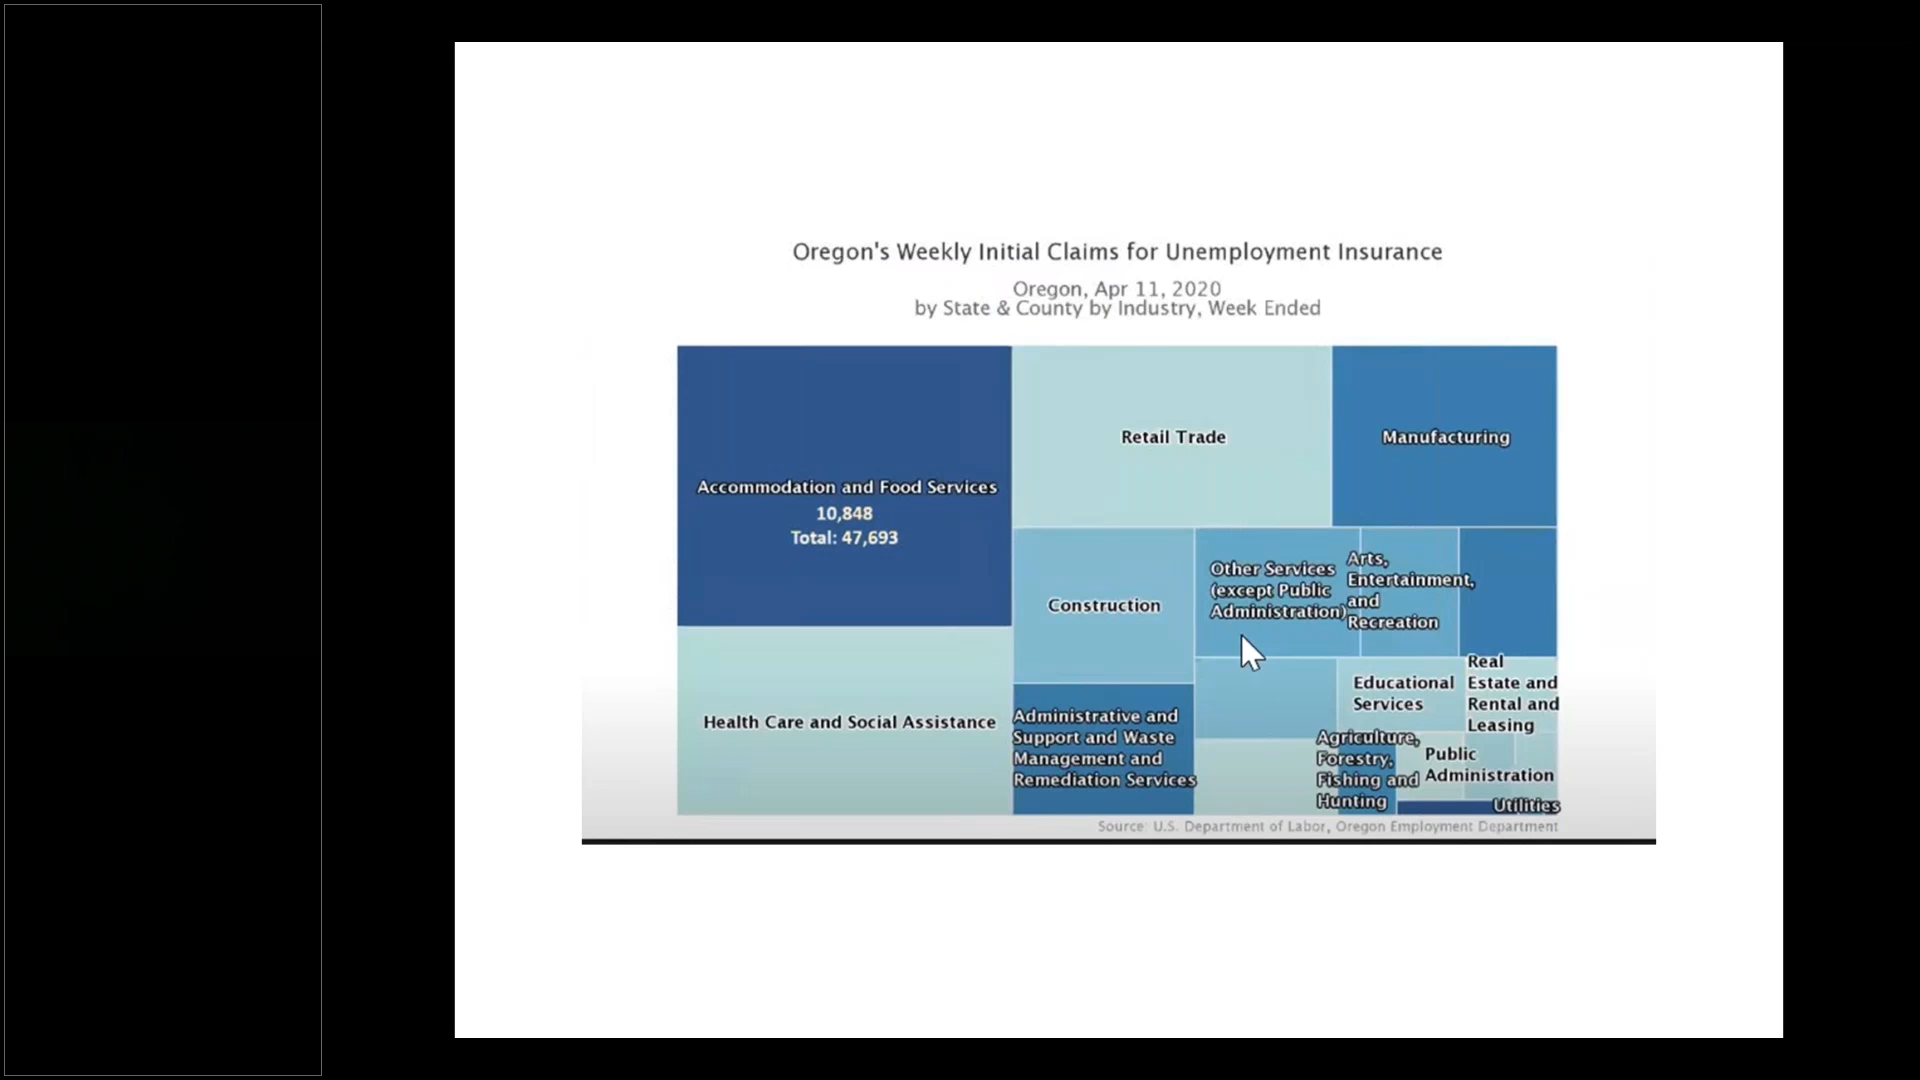 Oregon's Weekly Initial Claims for Unemployment Insurance
Oregon, Apr 11, 2020
by State & County by Industry, Week Ended
Accommodation and Food Services
10,848
Total: 47,693
Retail Trade
Manufacturing
Construction
Other Services
(except Public
Administration)
Arts,
Entertainment,
and
Recreation
Health Care and Social Assistance
Administrative and
Support and Waste
Management and
Remediation Services
Educational
Services
Real
Estate and
Rental and
Leasing
Agriculture,
Forestry,
Fishing and
Hunting
Public
Administration
Utilities
Source: U.S. Department of Labor, Oregon Employment Department